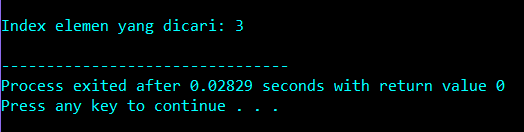 Index elemen yang dicari: 3
--------------------------------
Process exited after 0.02829 seconds with return value 0
Press any key to continue . . .